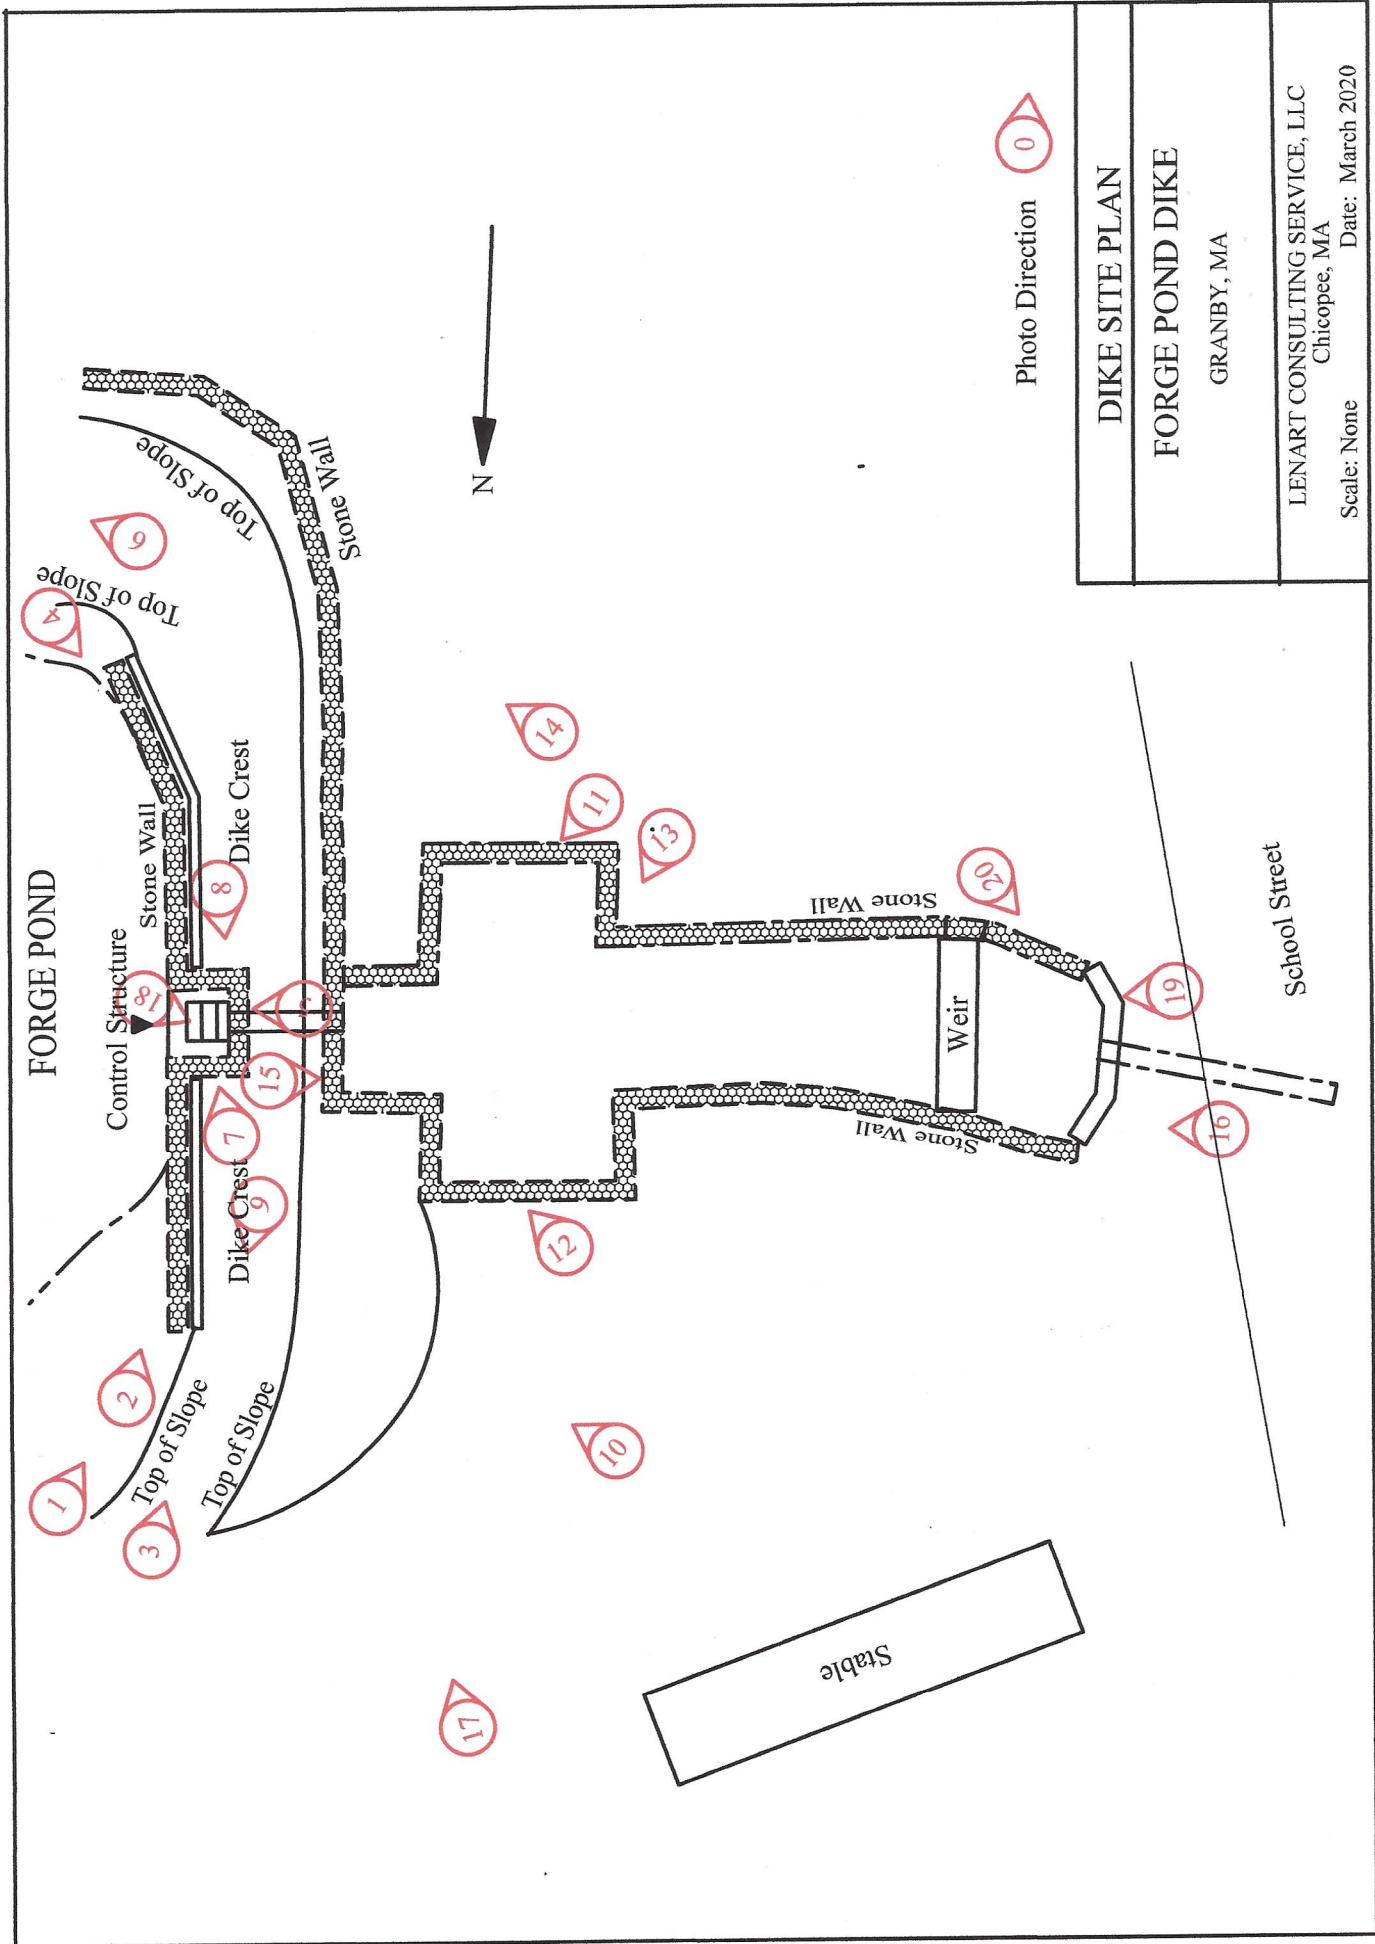 FORGE POND
Control Structure
Stone Wall
Top of Slope
Top of Slope
Stone Wall
Dike Crest
Dike Crest
Top of Slope
Top of Slope
1
2
3
4
5
6
7
8
9
10
11
12
13
14
15
16
17
18
19
20
N
Stone Wall
Stone Wall
Weir
Stable
School Street
Photo Direction 0
DIKE SITE PLAN
FORGE POND DIKE
GRANBY, MA
LENART CONSULTING SERVICE, LLC
Chicopee, MA
Scale: None Date: March 2020